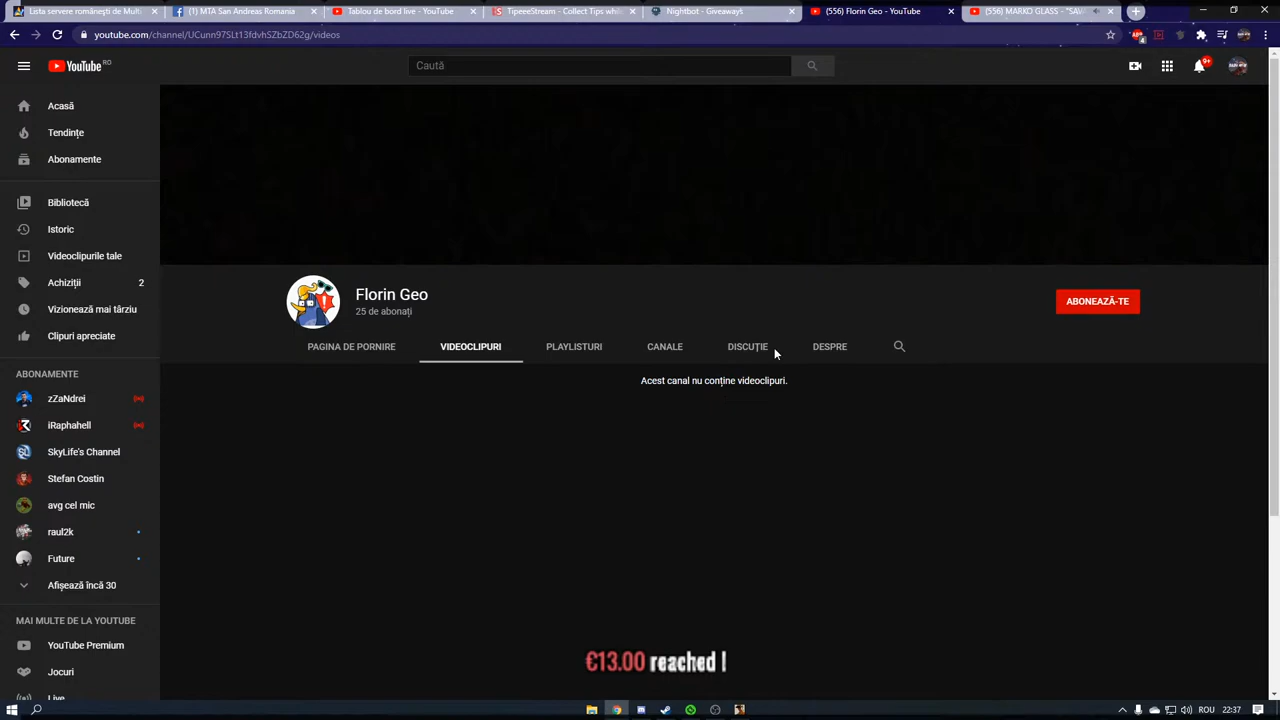 Lista servere românești de Mult
(1) MTA San Andreas Romania
Tablou de bord live - YouTube
TipeeeStream - Collect Tips whil
Nightbot - Giveaways
(556) Florin Geo - YouTube
(556) MARKO GLASS - "SA
youtube.com/channel/UCunn97SLt13fdvhSZbZD62g/videos
YouTube RO
Caută
9+
Acasă
Tendințe
Abonamente
Bibliotecă
Istoric
Videoclipurile tale
Achiziții 2
Vizionează mai târziu
Clipuri apreciate
ABONAMENTE
zZaNdrei
iRaphahell
SkyLife's Channel
Stefan Costin
avg cel mic
raul2k
Future
Afișează încă 30
MAI MULTE DE LA YOUTUBE
YouTube Premium
Jocuri
Live
Florin Geo
25 de abonați
ABONEAZĂ-TE
PAGINA DE PORNIRE VIDEOCLIPURI PLAYLISTURI CANALE DISCUȚIE DESPRE
Acest canal nu conține videoclipuri.
€13.00 reached !
ROU 22:37